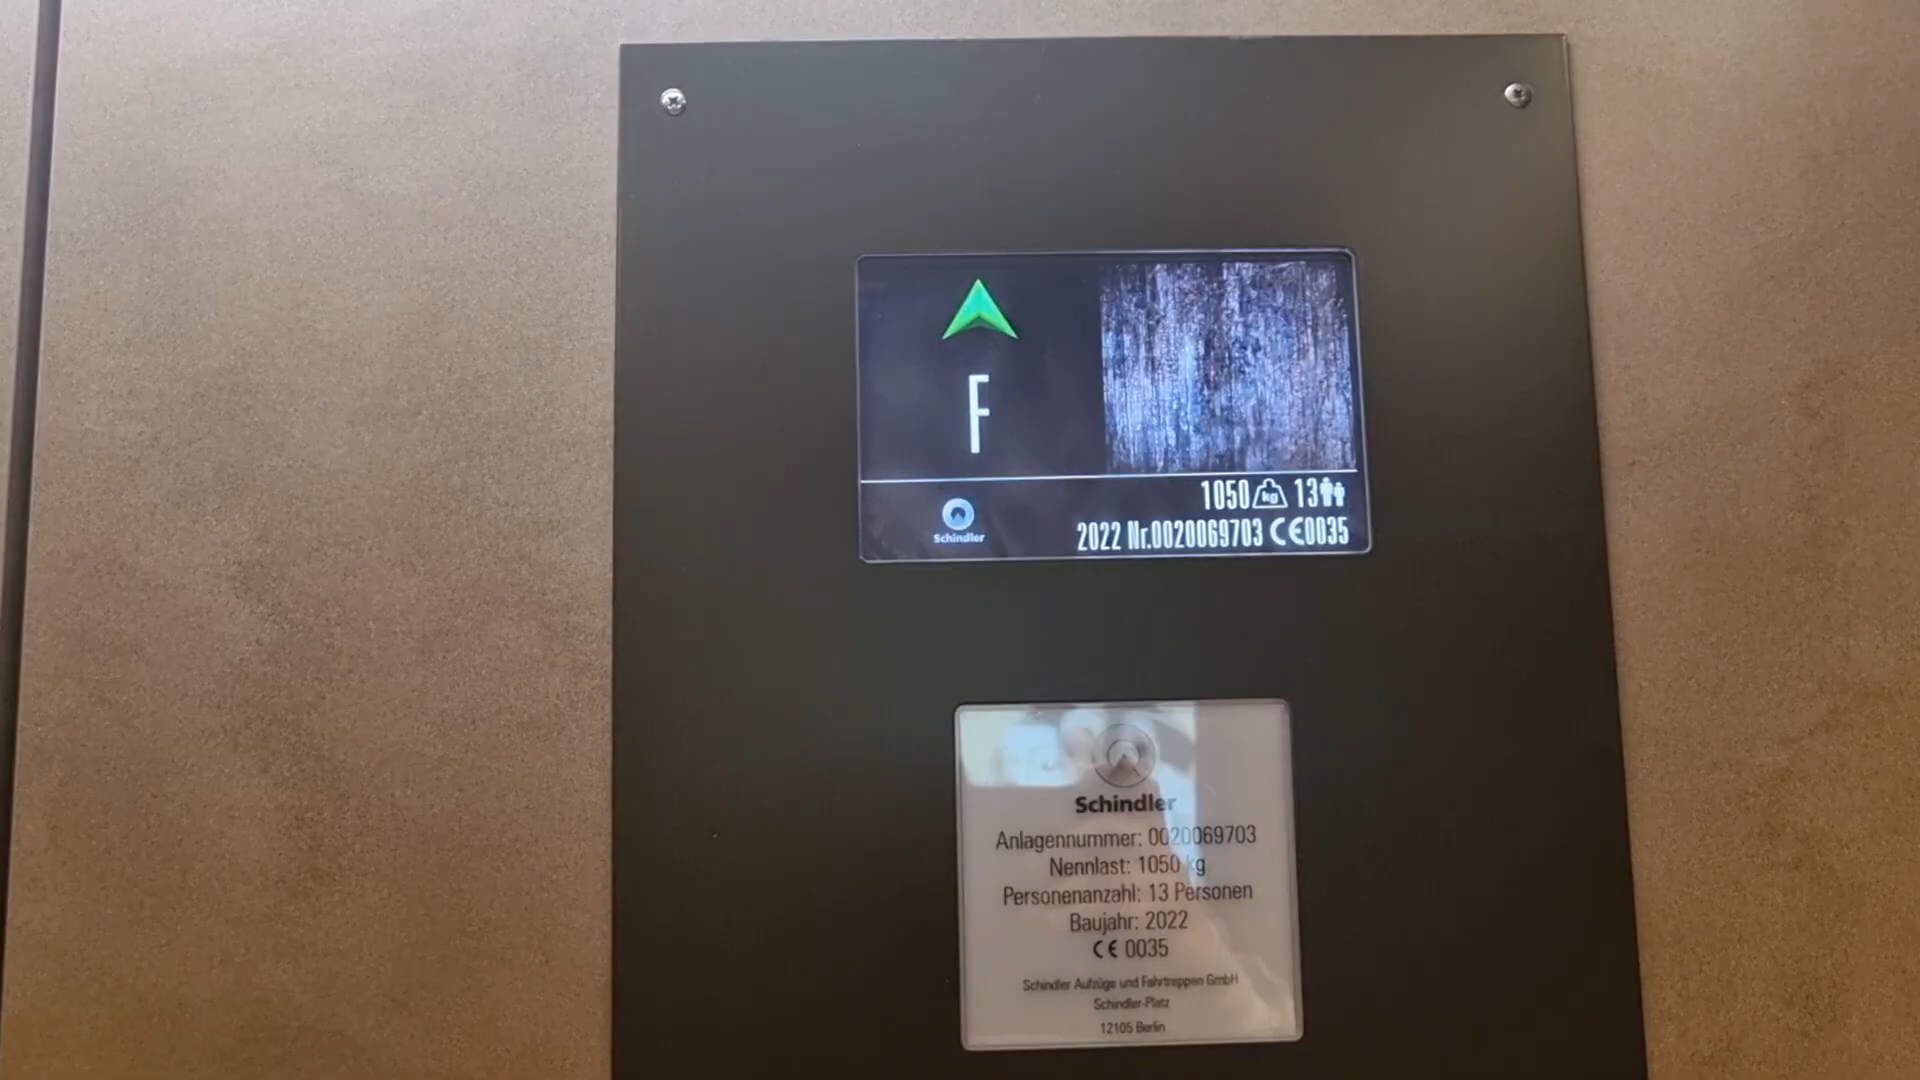 F
1050 kg 13
Schindler
2022 Nr.0020069703 CE0035
Schindler
Anlagennummer: 0020069703
Nennlast: 1050 kg
Personenanzahl: 13 Personen
Baujahr: 2022
CE 0035
Schindler Aufzüge und Fahrtreppen GmbH
Schindler-Platz
12105 Berlin